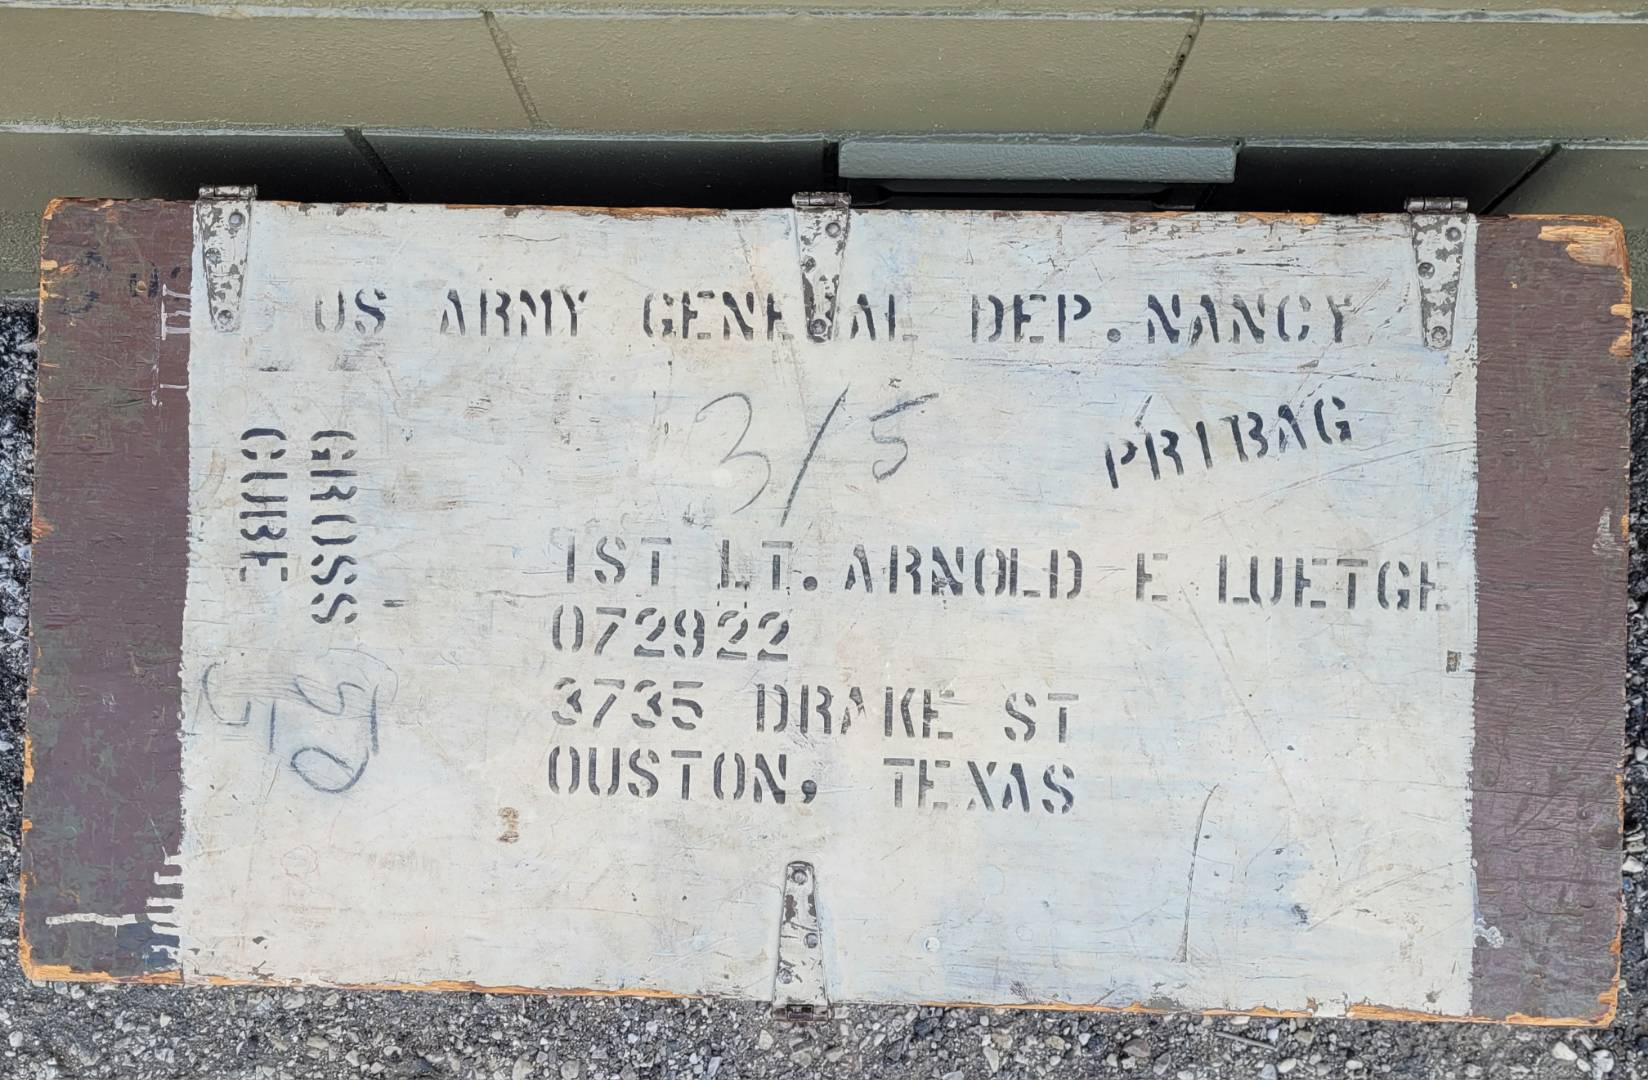 US ARMY GENERAL DEP. NANCY
3/5
PRIBAG
CUBE
GROSS
1ST LT. ARNOLD E LUETGE
072922
3735 DRAKE ST
OUSTON, TEXAS